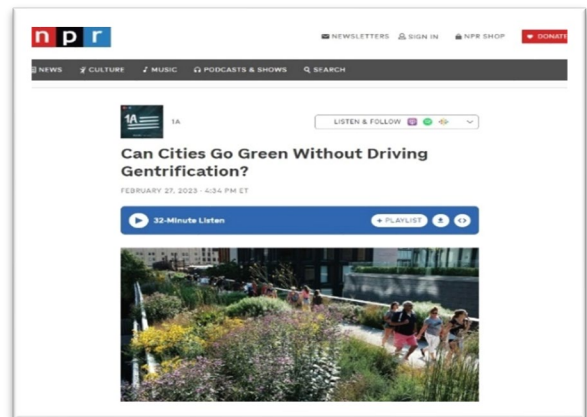 n p r
NEWSLETTERS SIGN IN NPR SHOP DONATE
NEWS CULTURE MUSIC PODCASTS & SHOWS SEARCH
1A
1A LISTEN & FOLLOW
Can Cities Go Green Without Driving
Gentrification?
FEBRUARY 27, 2023 · 4:34 PM ET
32-Minute Listen + PLAYLIST